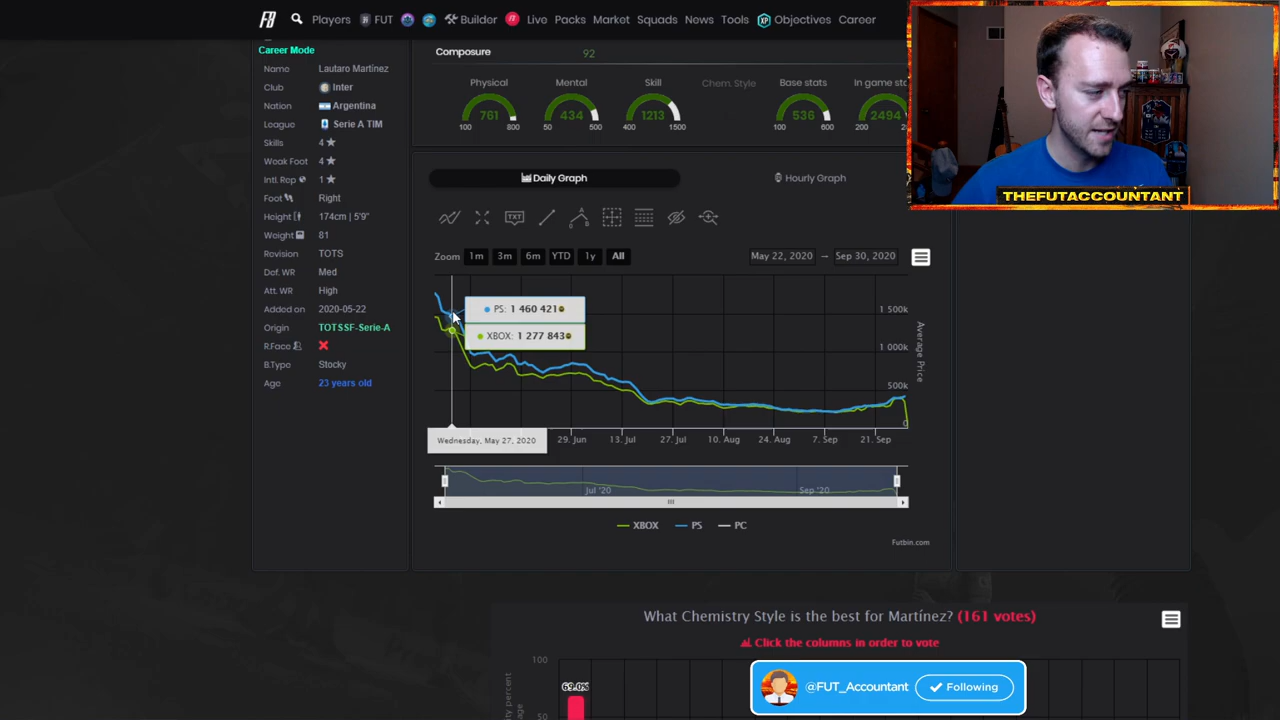 Players FUT Builder Live Packs Market Squads News Tools XP Objectives Career
Career Mode
Name Lautaro Martínez
Club Inter
Nation Argentina
League Serie A TIM
Skills 4★
Weak Foot 4★
Intl. Rep 1★
Foot Right
Height 174cm | 5'9"
Weight 81
Revision TOTS
Def. WR Med
Att. WR High
Added on 2020-05-22
Origin TOTSSF-Serie-A
R.Face
B.Type Stocky
Age 23 years old
Composure 92
Physical Mental Skill Chem. Style Base stats In game sta
761 434 1213 536 2494
100 800 50 500 400 1500 100 600 200
Daily Graph Hourly Graph
TXT
Zoom 1m 3m 6m YTD 1y All May 22, 2020 → Sep 30, 2020
PS: 1 460 421
XBOX: 1 277 843
1 500k
1 000k
500k
0
Average Price
Wednesday, May 27, 2020
29. Jun 13. Jul 27. Jul 10. Aug 24. Aug 7. Sep 21. Sep
Jul '20 Sep '20
XBOX PS PC
Futbin.com
THEFUTACCOUNTANT
What Chemistry Style is the best for Martínez? (161 votes)
Click the columns in order to vote
100
69.6%
50
@FUT_Accountant Following